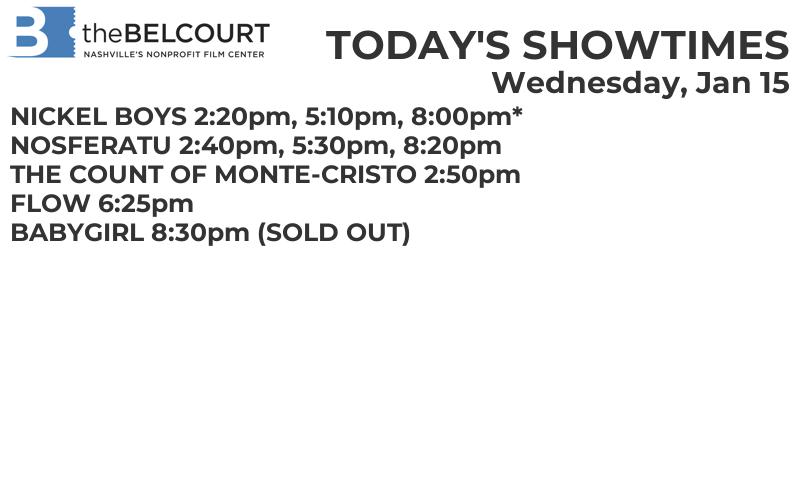 B theBELCOURT
NASHVILLE'S NONPROFIT FILM CENTER
TODAY'S SHOWTIMES
Wednesday, Jan 15
NICKEL BOYS 2:20pm, 5:10pm, 8:00pm*
NOSFERATU 2:40pm, 5:30pm, 8:20pm
THE COUNT OF MONTE-CRISTO 2:50pm
FLOW 6:25pm
BABYGIRL 8:30pm (SOLD OUT)